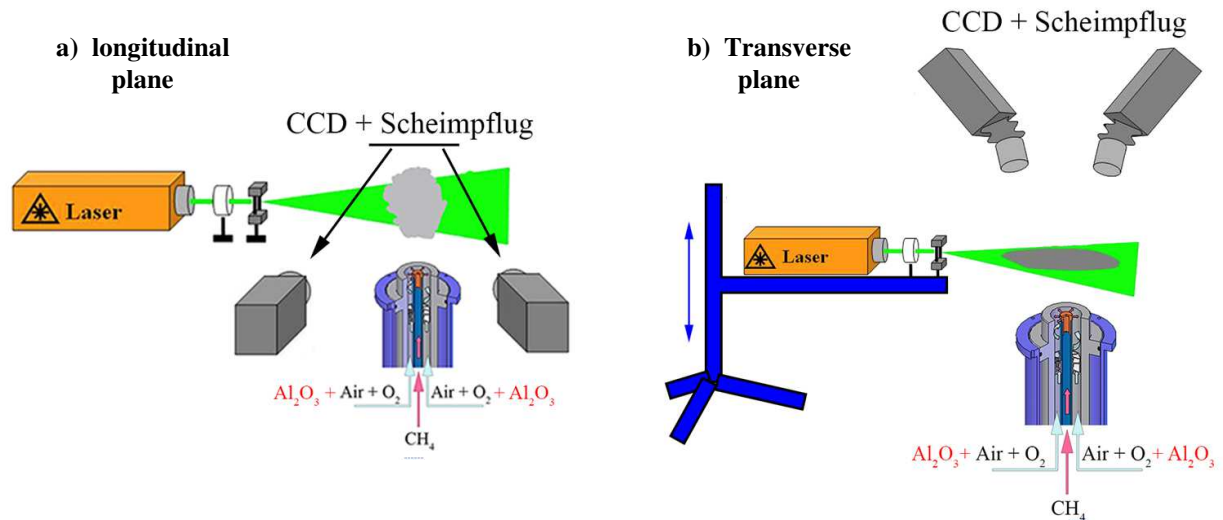 a) longitudinal
plane
CCD + Scheimpflug
Laser
Al₂O₃ + Air + O₂ Air + O₂ + Al₂O₃
CH₄
b) Transverse
plane
CCD + Scheimpflug
Laser
Al₂O₃+ Air + O₂ Air + O₂ + Al₂O₃
CH₄